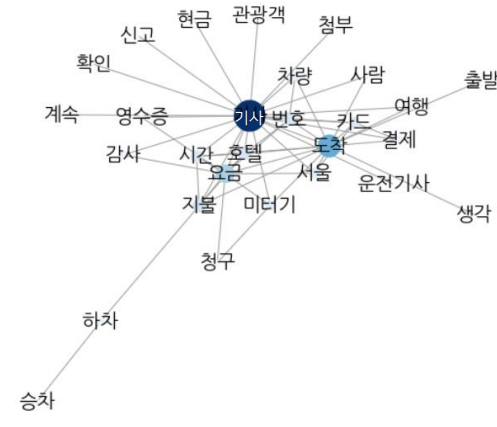 관광객
현금
첨부
신고
확인
차량
사람
출발
여행
계속
영수증
기사
번호
카드
결제
도착
감사
시간
호텔
요금
서울
운전기사
지불
미터기
생각
청구
하차
승차